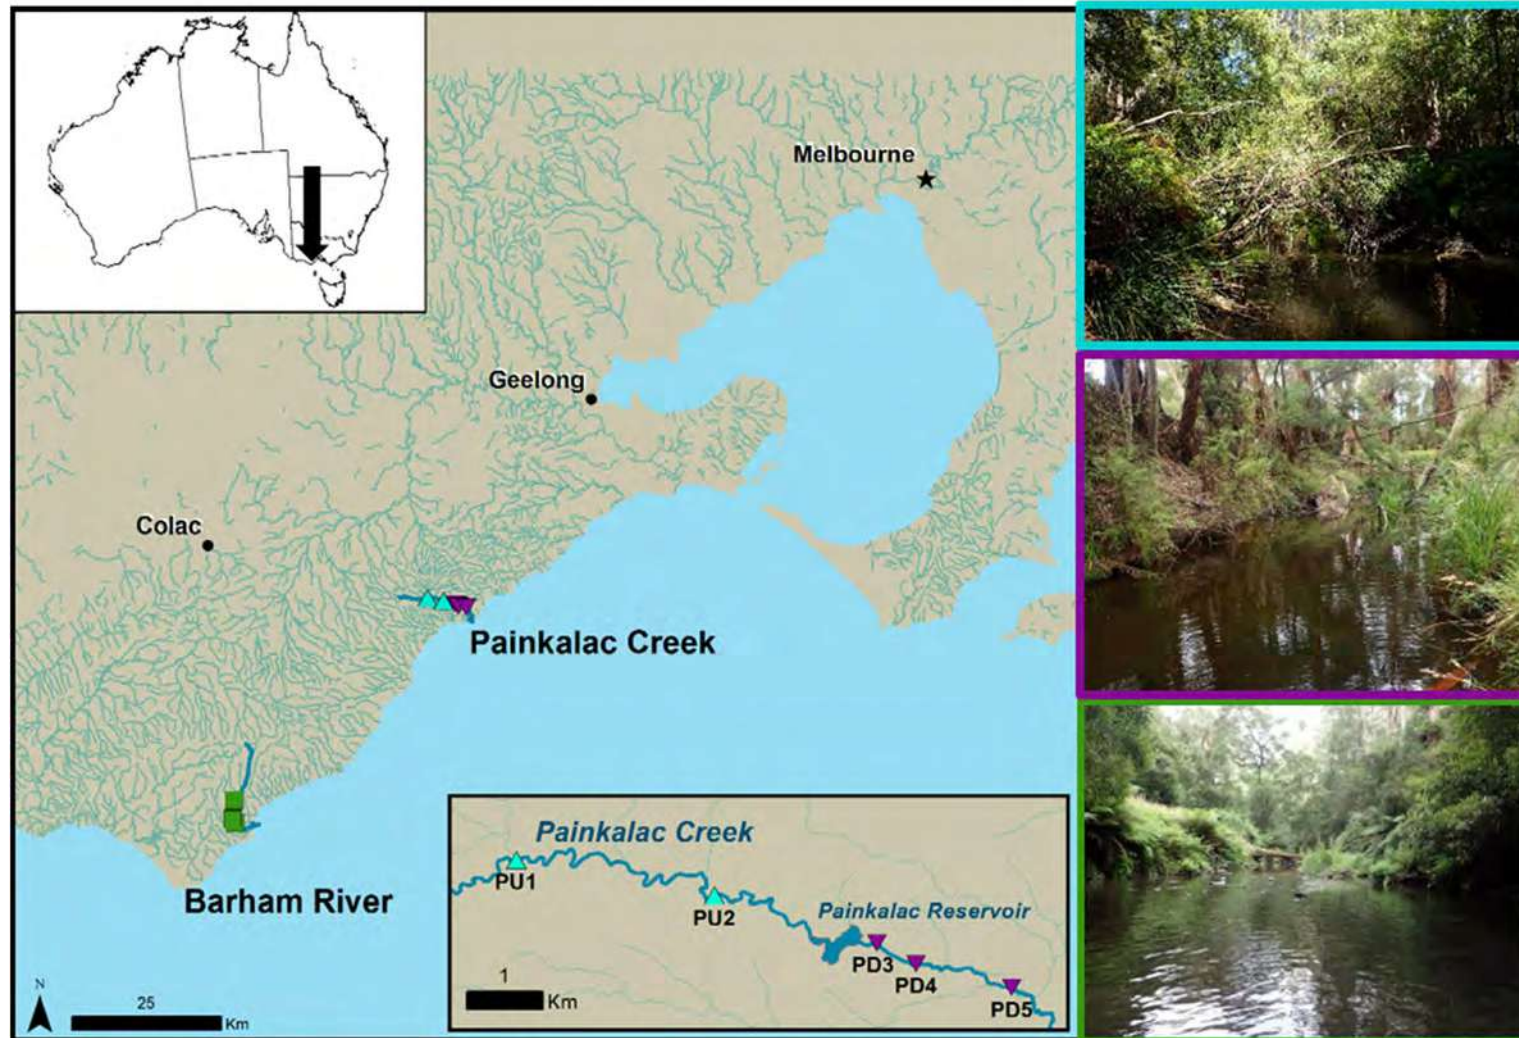 Melbourne
Geelong
Colac
Painkalac Creek
Barham River
Painkalac Creek
PU1
PU2
Painkalac Reservoir
PD3
PD4
PD5
1
Km
N
25
Km